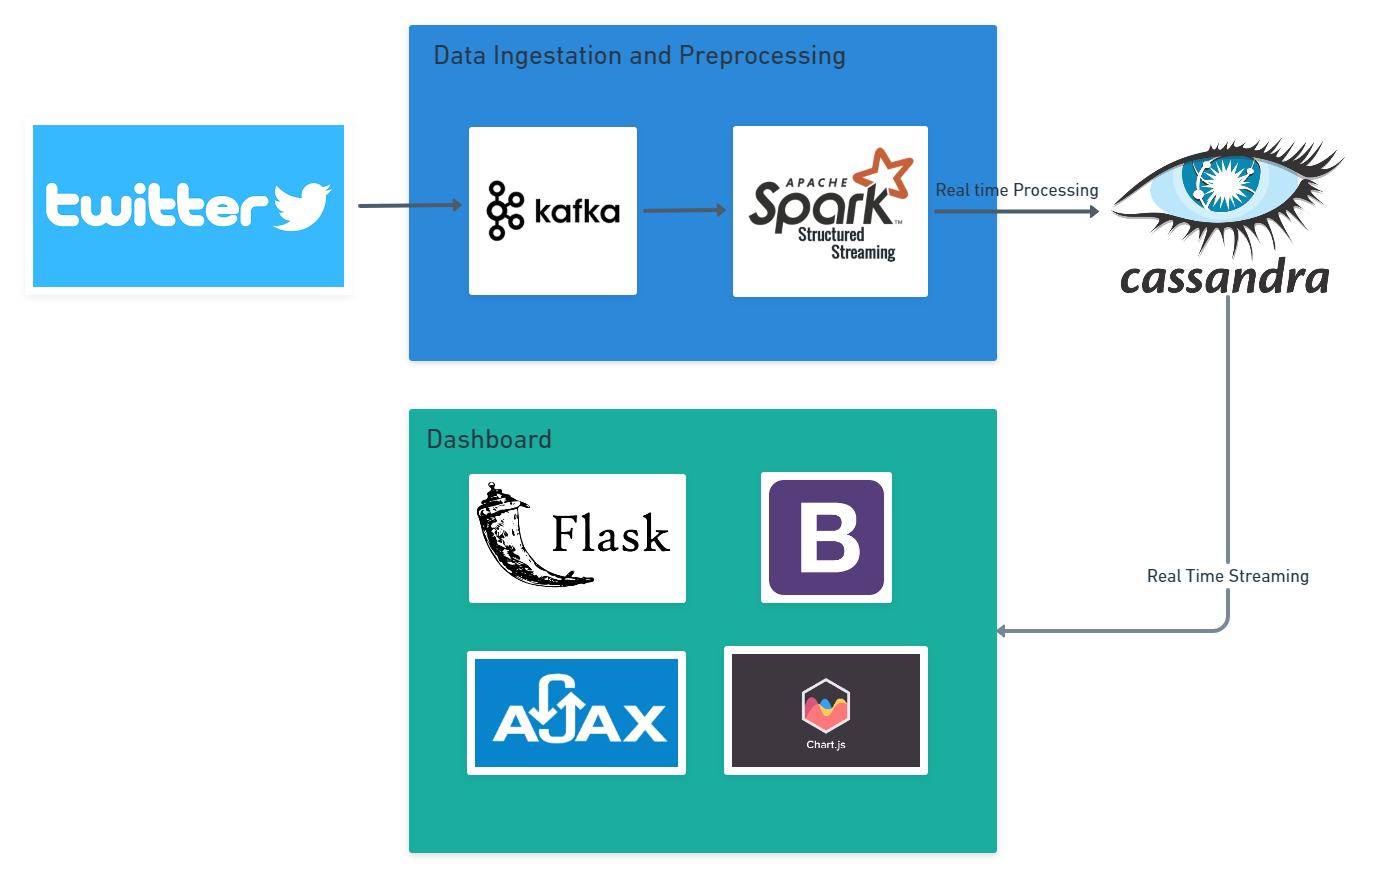 Data Ingestation and Preprocessing
twitter
kafka
APACHE
Spark™
Structured
Streaming
Real time Processing
cassandra
Dashboard
Flask
B
Real Time Streaming
AJAX
Chart.js